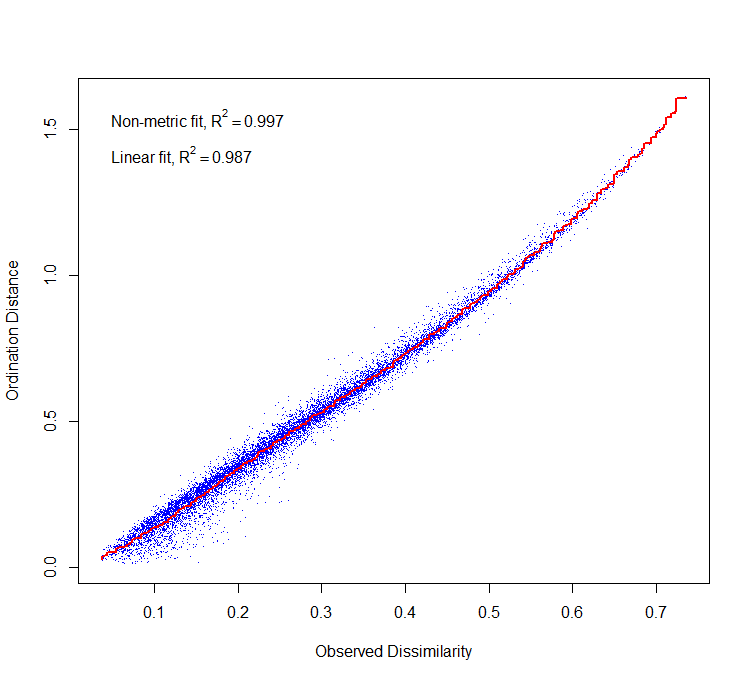 Non-metric fit, R² = 0.997
Linear fit, R² = 0.987
1.5
1.0
0.5
0.0
Ordination Distance
0.1 0.2 0.3 0.4 0.5 0.6 0.7
Observed Dissimilarity